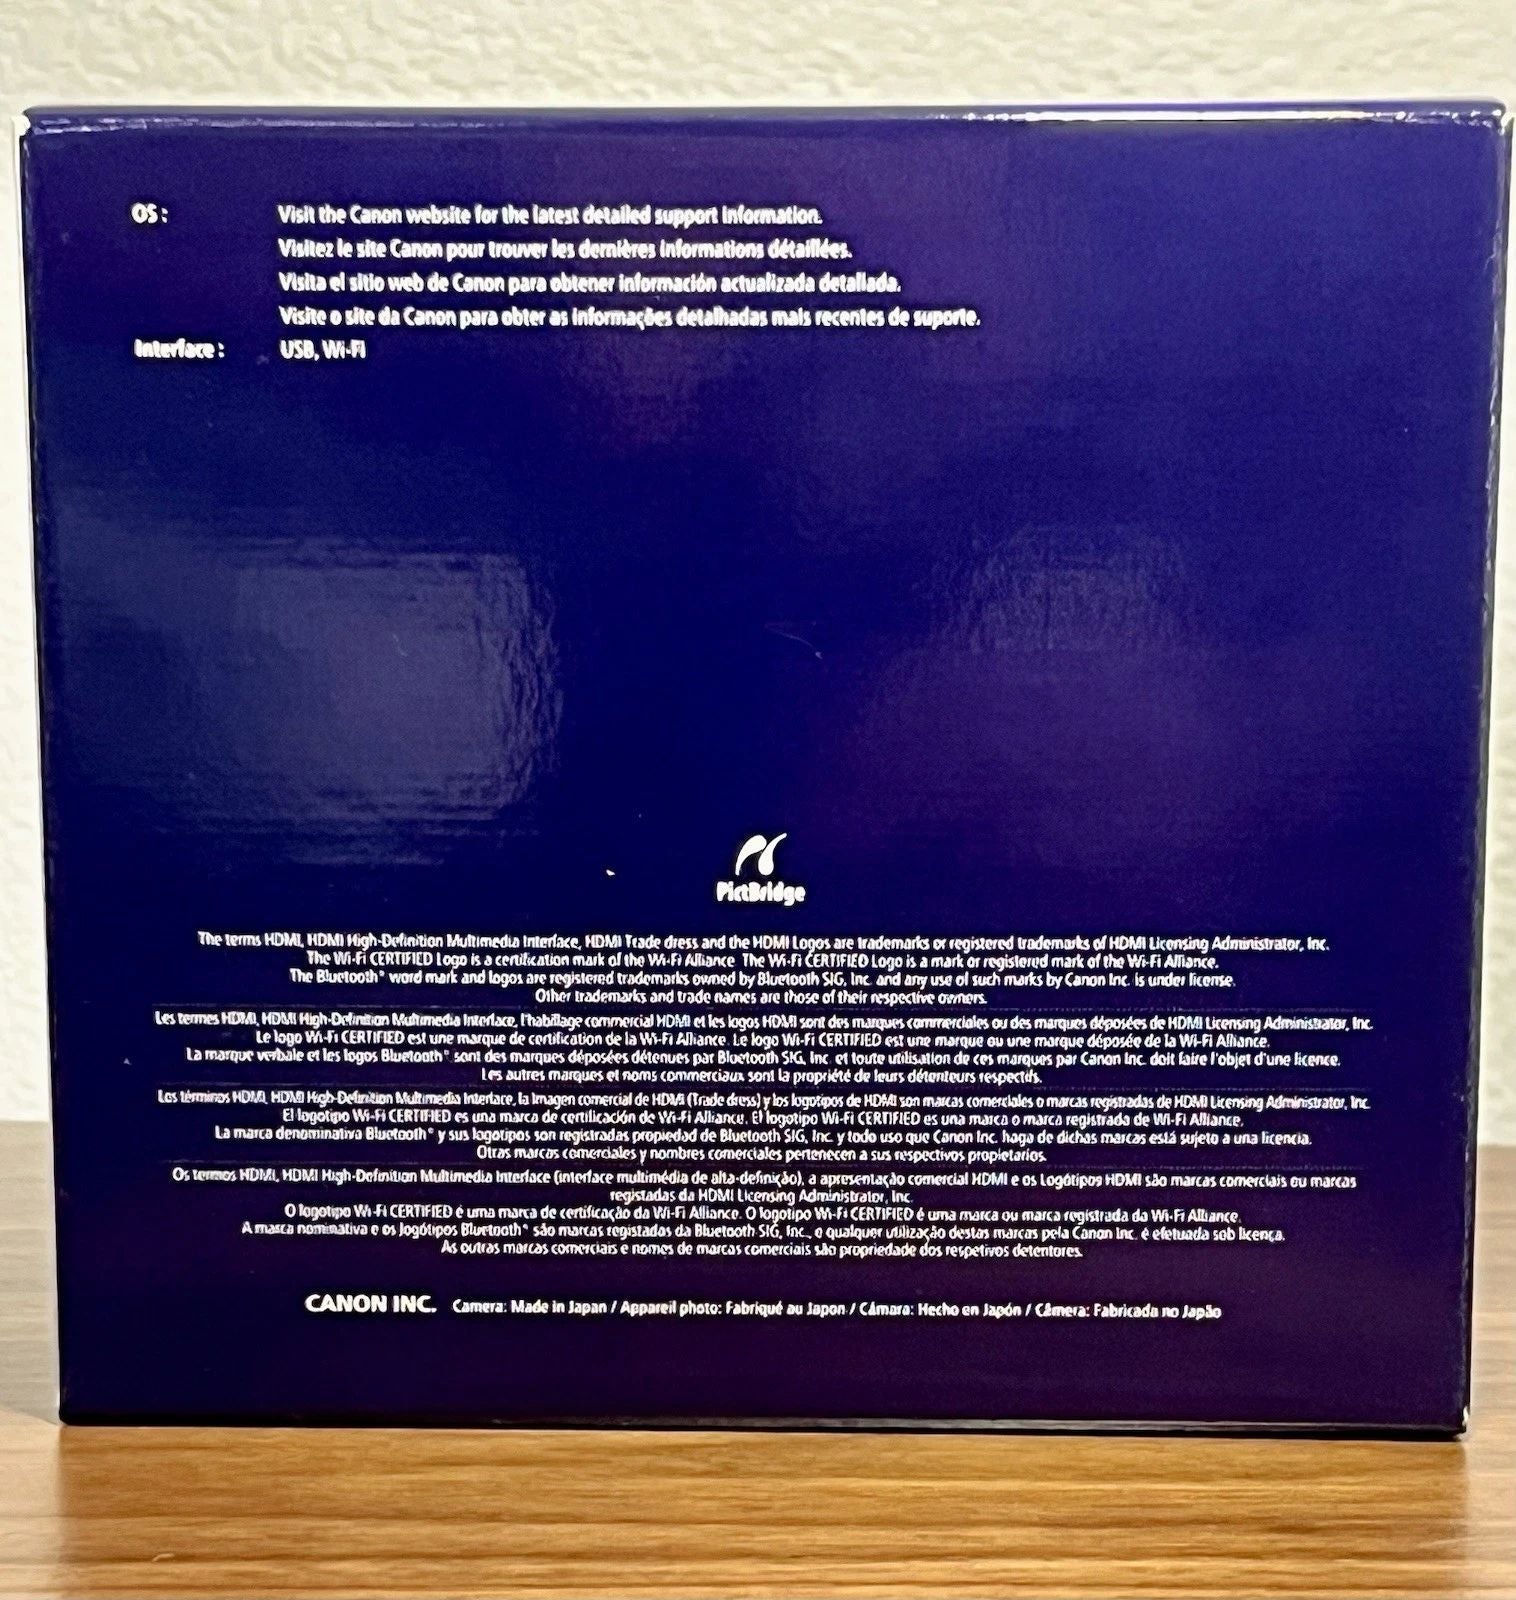 OS : Visit the Canon website for the latest detailed support information.
Visitez le site Canon pour trouver les dernières informations détaillées.
Visita el sitio web de Canon para obtener información actualizada detallada.
Visite o site da Canon para obter as informações detalhadas mais recentes de suporte.
Interface : USB, Wi-Fi
PictBridge
The terms HDMI, HDMI High-Definition Multimedia Interface, HDMI Trade dress and the HDMI Logos are trademarks or registered trademarks of HDMI Licensing Administrator, Inc.
The Wi-Fi CERTIFIED Logo is a certification mark of the Wi-Fi Alliance. The Wi-Fi CERTIFIED Logo is a mark or registered mark of the Wi-Fi Alliance.
The Bluetooth® word mark and logos are registered trademarks owned by Bluetooth SIG, Inc. and any use of such marks by Canon Inc. is under license.
Other trademarks and trade names are those of their respective owners.
Les termes HDMI, HDMI High-Definition Multimedia Interface, l'habillage commercial HDMI et les logos HDMI sont des marques commerciales ou des marques déposées de HDMI Licensing Administrator, Inc.
Le logo Wi-Fi CERTIFIED est une marque de certification de la Wi-Fi Alliance. Le logo Wi-Fi CERTIFIED est une marque ou une marque déposée de la Wi-Fi Alliance.
La marque verbale et les logos Bluetooth® sont des marques déposées détenues par Bluetooth SIG, Inc. et toute utilisation de ces marques par Canon Inc. doit faire l'objet d'une licence.
Les autres marques et noms commerciaux sont la propriété de leurs détenteurs respectifs.
Los términos HDMI, HDMI High-Definition Multimedia Interface, la Imagen comercial de HDMI (Trade dress) y los logotipos de HDMI son marcas comerciales o marcas registradas de HDMI Licensing Administrator, Inc.
El logotipo Wi-Fi CERTIFIED es una marca de certificación de Wi-Fi Alliance. El logotipo Wi-Fi CERTIFIED es una marca o marca registrada de Wi-Fi Alliance.
La marca denominativa Bluetooth® y sus logotipos son registradas propiedad de Bluetooth SIG, Inc. y todo uso que Canon Inc. haga de dichas marcas está sujeto a una licencia.
Otras marcas comerciales y nombres comerciales pertenecen a sus respectivos propietarios.
Os termos HDMI, HDMI High-Definition Multimedia Interface (interface multimédia de alta-definição), a apresentação comercial HDMI e os Logótipos HDMI são marcas comerciais ou marcas
registadas da HDMI Licensing Administrator, Inc.
O logotipo Wi-Fi CERTIFIED é uma marca de certificação da Wi-Fi Alliance. O logotipo Wi-Fi CERTIFIED é uma marca ou marca registrada da Wi-Fi Alliance.
A marca nominativa e os logótipos Bluetooth® são marcas registadas da Bluetooth SIG, Inc., e qualquer utilização destas marcas pela Canon Inc. é efetuada sob licença.
As outras marcas comerciais e nomes de marcas comerciais são propriedade dos respetivos detentores.
CANON INC. Camera: Made in Japan / Appareil photo: Fabriqué au Japon / Cámara: Hecho en Japón / Câmera: Fabricada no Japão